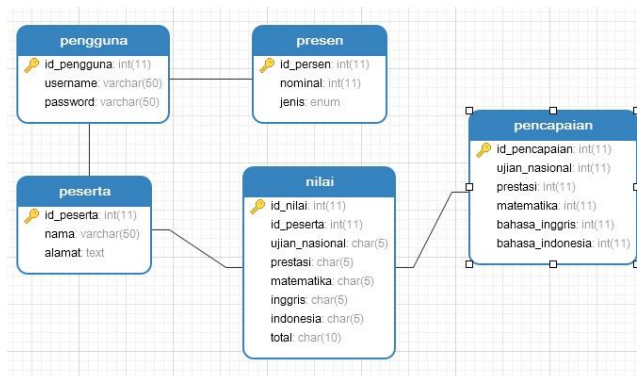 pengguna
id_pengguna: int(11)
username: varchar(50)
password: varchar(50)
presen
id_persen: int(11)
nominal: int(11)
jenis: enum
pencapaian
id_pencapaian: int(11)
ujian_nasional: int(11)
prestasi: int(11)
matematika: int(11)
bahasa_inggris: int(11)
bahasa_indonesia: int(11)
peserta
id_peserta: int(11)
nama: varchar(50)
alamat: text
nilai
id_nilai: int(11)
id_peserta: int(11)
ujian_nasional: char(5)
prestasi: char(5)
matematika: char(5)
inggris: char(5)
indonesia: char(5)
total: char(10)